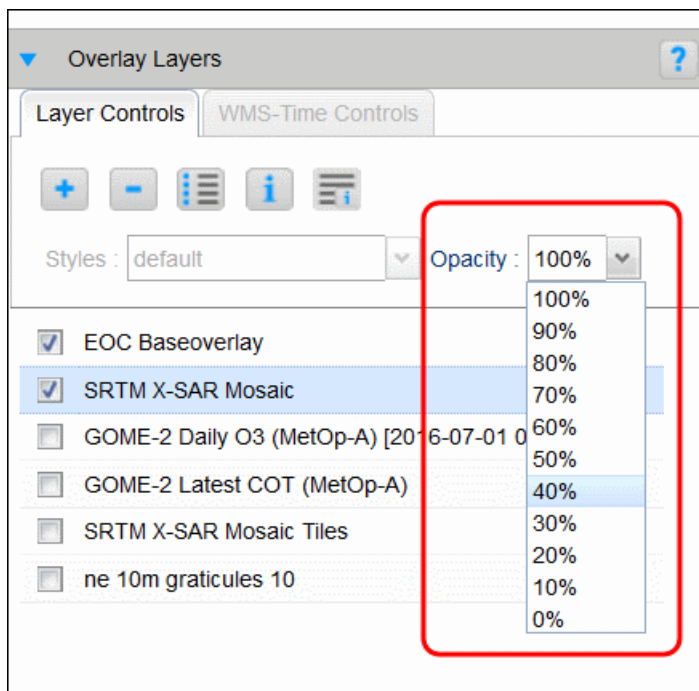 Overlay Layers
?
Layer Controls
WMS-Time Controls
+ - i i
Styles : default
Opacity : 100%
100%
90%
80%
70%
60%
50%
40%
30%
20%
10%
0%
EOC Baseoverlay
SRTM X-SAR Mosaic
GOME-2 Daily O3 (MetOp-A) [2016-07-01 0
GOME-2 Latest COT (MetOp-A)
SRTM X-SAR Mosaic Tiles
ne 10m graticules 10